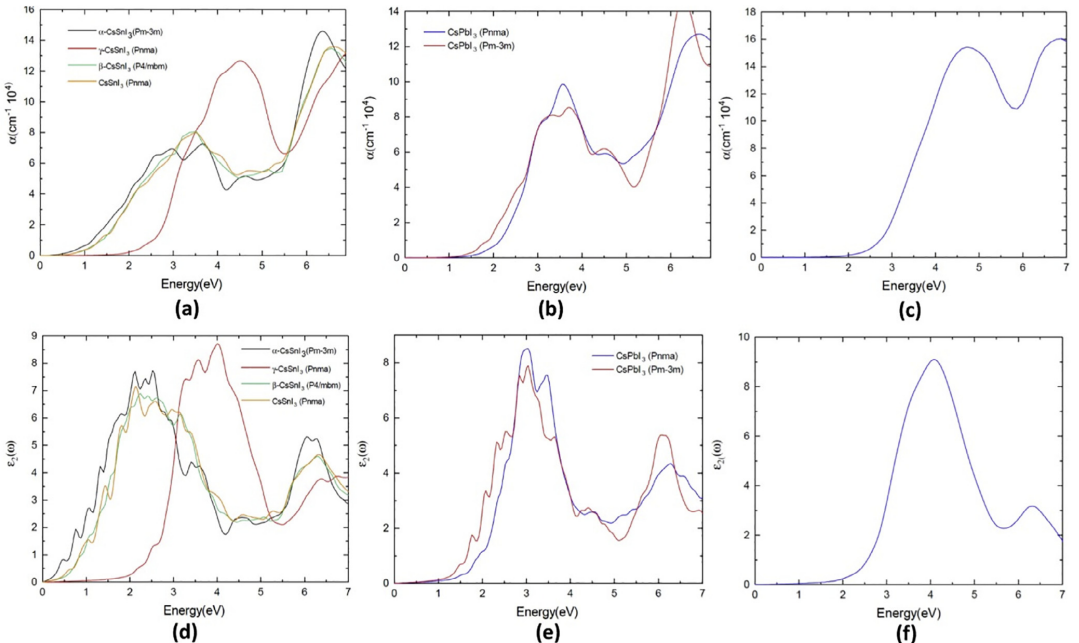 16
14
12
10
8
6
4
2
0
α(cm⁻¹ 10⁴)
α-CsSnI₃(Pm-3m)
γ-CsSnI₃ (Pnma)
β-CsSnI₃ (P4/mbm)
CsSnI₃ (Pnma)
0 1 2 3 4 5 6
Energy(eV)
(a)
14
12
10
8
6
4
2
0
α(cm⁻¹ 10⁴)
CsPbI₃ (Pnma)
CsPbI₃ (Pm-3m)
0 1 2 3 4 5 6
Energy(ev)
(b)
18
16
14
12
10
8
6
4
2
0
α(cm⁻¹ 10⁴)
0 1 2 3 4 5 6 7
Energy(eV)
(c)
9
8
7
6
5
4
3
2
1
0
ε₂(ω)
α-CsSnI₃(Pm-3m)
γ-CsSnI₃ (Pnma)
β-CsSnI₃ (P4/mbm)
CsSnI₃ (Pnma)
0 1 2 3 4 5 6 7
Energy(eV)
(d)
8
6
4
2
0
ε₂(ω)
CsPbI₃ (Pnma)
CsPbI₃ (Pm-3m)
0 1 2 3 4 5 6 7
Energy(eV)
(e)
10
8
6
4
2
0
ε₂₍(ω)
0 1 2 3 4 5 6 7
Energy(eV)
(f)